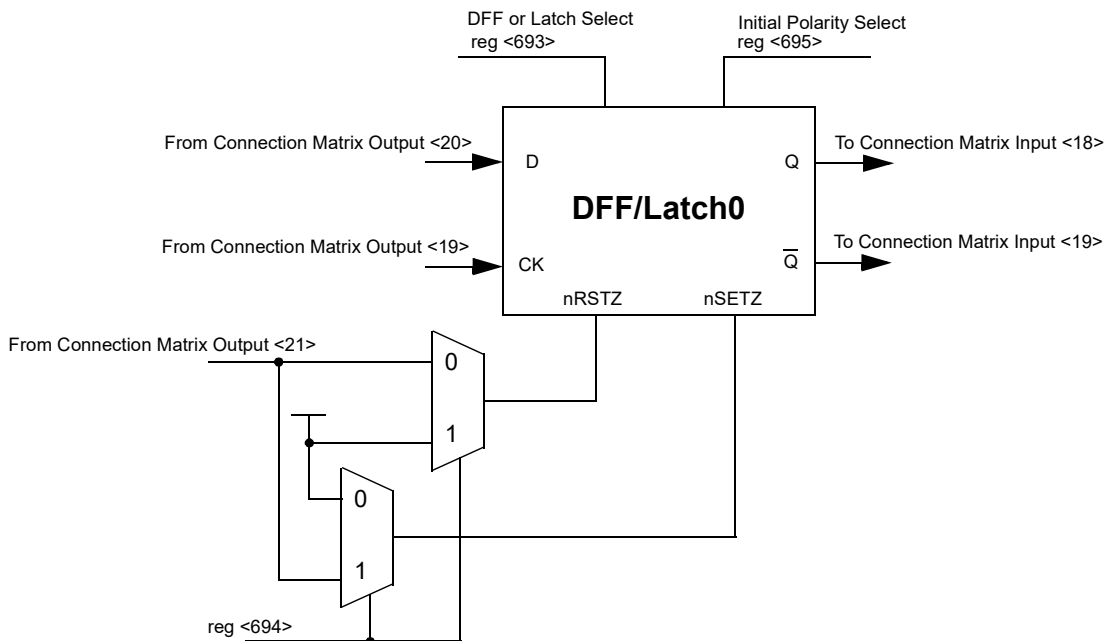 DFF or Latch Select
reg <693>
Initial Polarity Select
reg <695>
From Connection Matrix Output <20>
D
Q
To Connection Matrix Input <18>
DFF/Latch0
From Connection Matrix Output <19>
CK
Q̅
To Connection Matrix Input <19>
nRSTZ
nSETZ
From Connection Matrix Output <21>
0
1
0
1
reg <694>